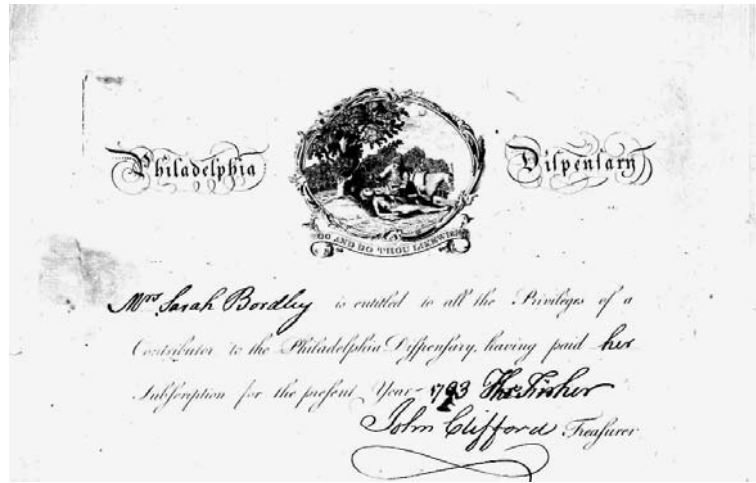 Philadelphia Dispensary
GO AND DO THOU LIKEWISE
Mrs Sarah Bordley is entitled to all the Privileges of a
Contributor to the Philadelphia Dispensary, having paid her
Subscription for the present Year 1793 Thos Fisher
John Clifford Treasurer